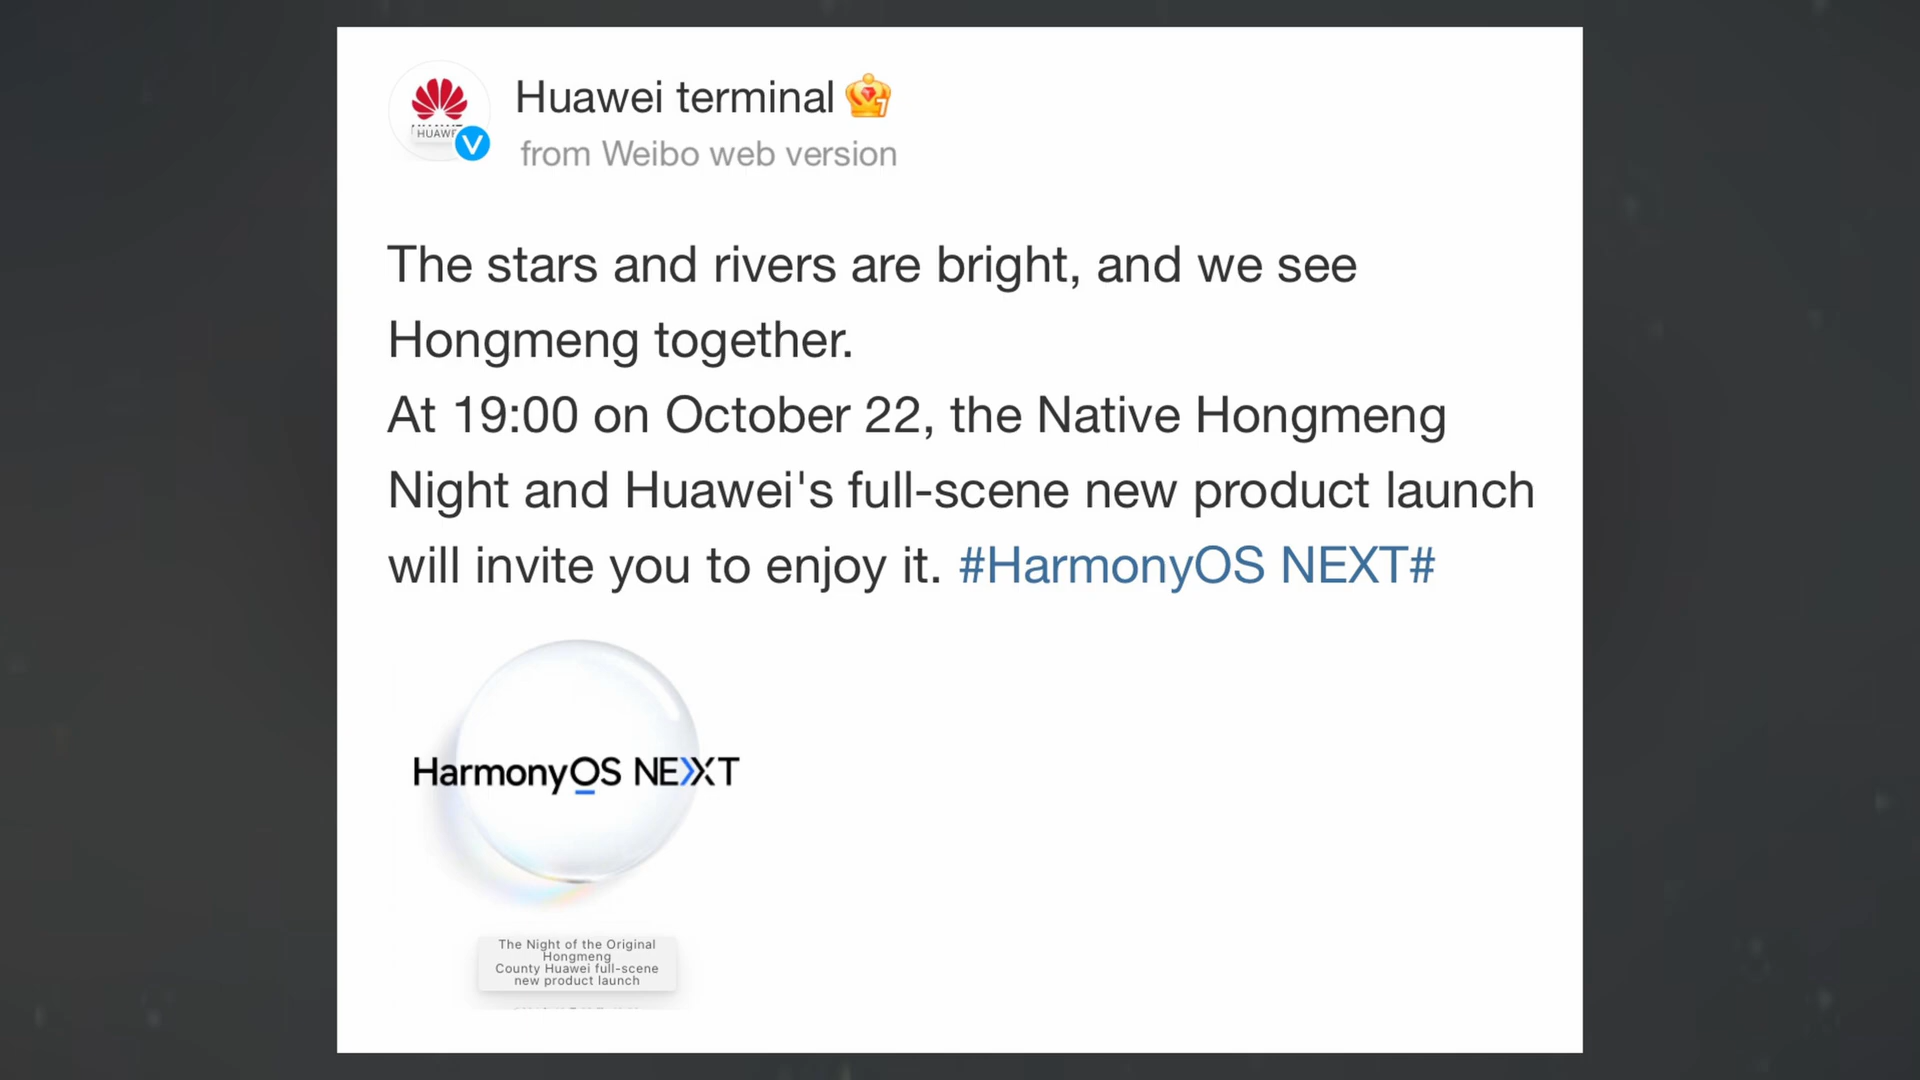 HUAWEI
Huawei terminal
from Weibo web version
The stars and rivers are bright, and we see
Hongmeng together.
At 19:00 on October 22, the Native Hongmeng
Night and Huawei's full-scene new product launch
will invite you to enjoy it. #HarmonyOS NEXT#
HarmonyOS NEXT
The Night of the Original
Hongmeng
County Huawei full-scene
new product launch